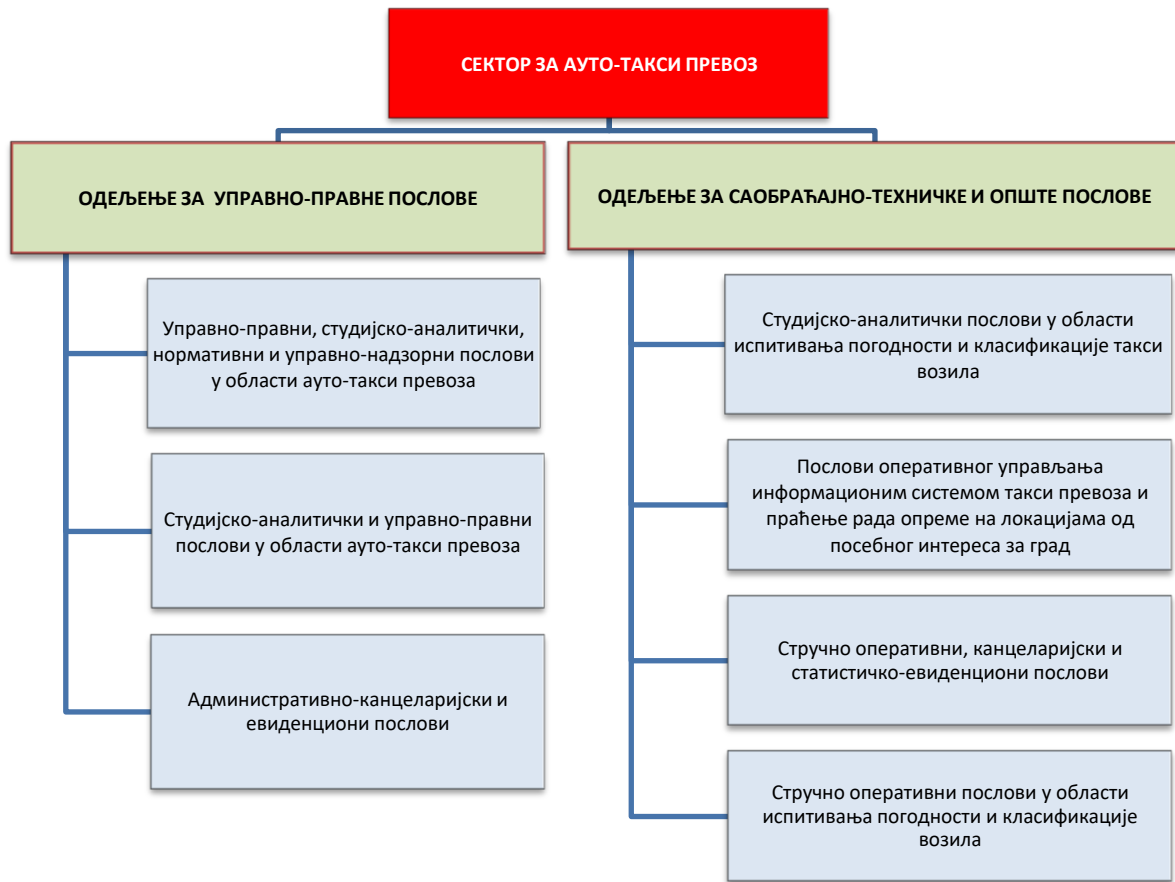 СЕКТОР ЗА АУТО-ТАКСИ ПРЕВОЗ
ОДЕЉЕЊЕ ЗА УПРАВНО-ПРАВНЕ ПОСЛОВЕ
Управно-правни, студијско-аналитички,
нормативни и управно-надзорни послови
у области ауто-такси превоза
Студијско-аналитички и управно-правни
послови у области ауто-такси превоза
Административно-канцеларијски и
евиденциони послови
ОДЕЉЕЊЕ ЗА САОБРАЋАЈНО-ТЕХНИЧКЕ И ОПШТЕ ПОСЛОВЕ
Студијско-аналитички послови у области
испитивања погодности и класификације такси
возила
Послови оперативног управљања
информационим системом такси превоза и
праћење рада опреме на локацијама од
посебног интереса за град
Стручно оперативни, канцеларијски и
статистичко-евиденциони послови
Стручно оперативни послови у области
испитивања погодности и класификације
возила